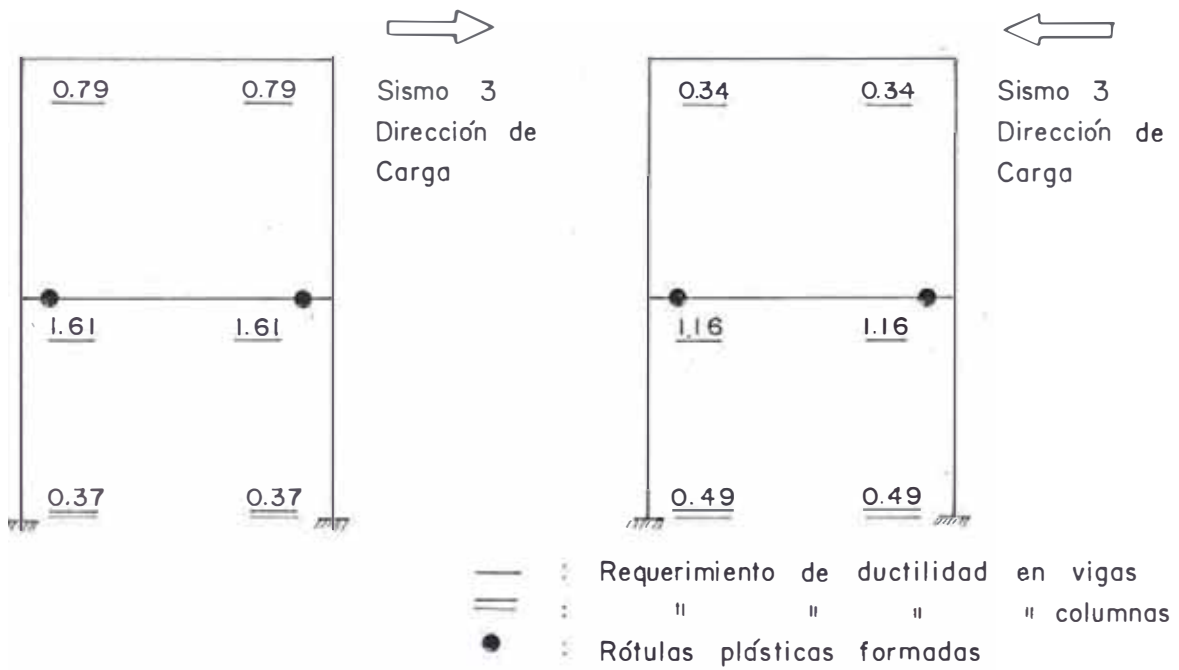 0.79 0.79
Sismo 3
Dirección de
Carga
1.61 1.61
0.37 0.37
0.34 0.34
Sismo 3
Dirección de
Carga
1.16 1.16
0.49 0.49
: Requerimiento de ductilidad en vigas
: " " " " columnas
: Rótulas plásticas formadas